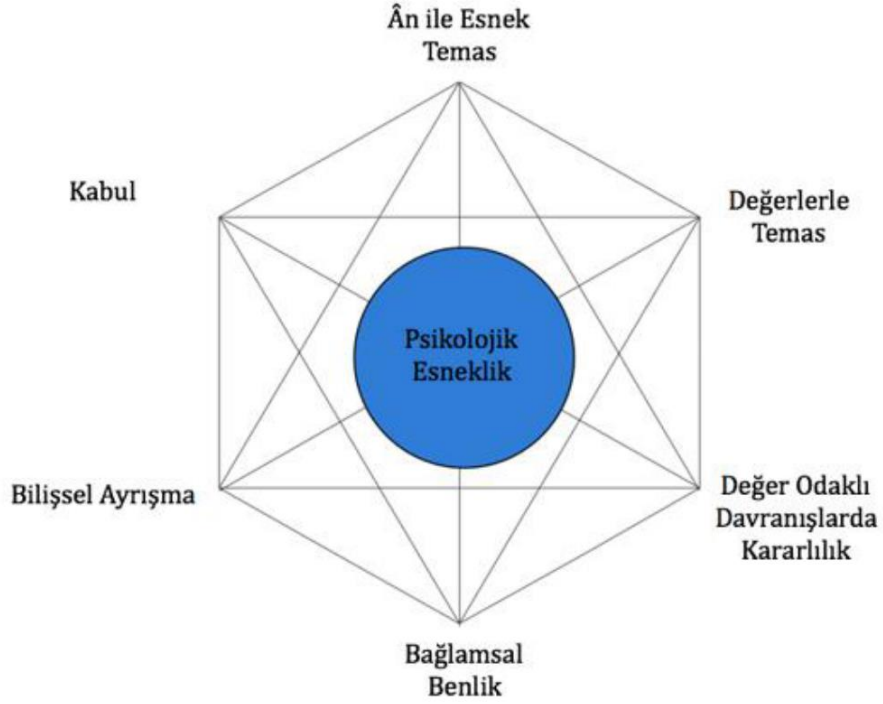 Ân ile Esnek
Temas
Kabul
Değerlerle
Temas
Psikolojik
Esneklik
Bilişsel Ayrışma
Değer Odaklı
Davranışlarda
Kararlılık
Bağlamsal
Benlik